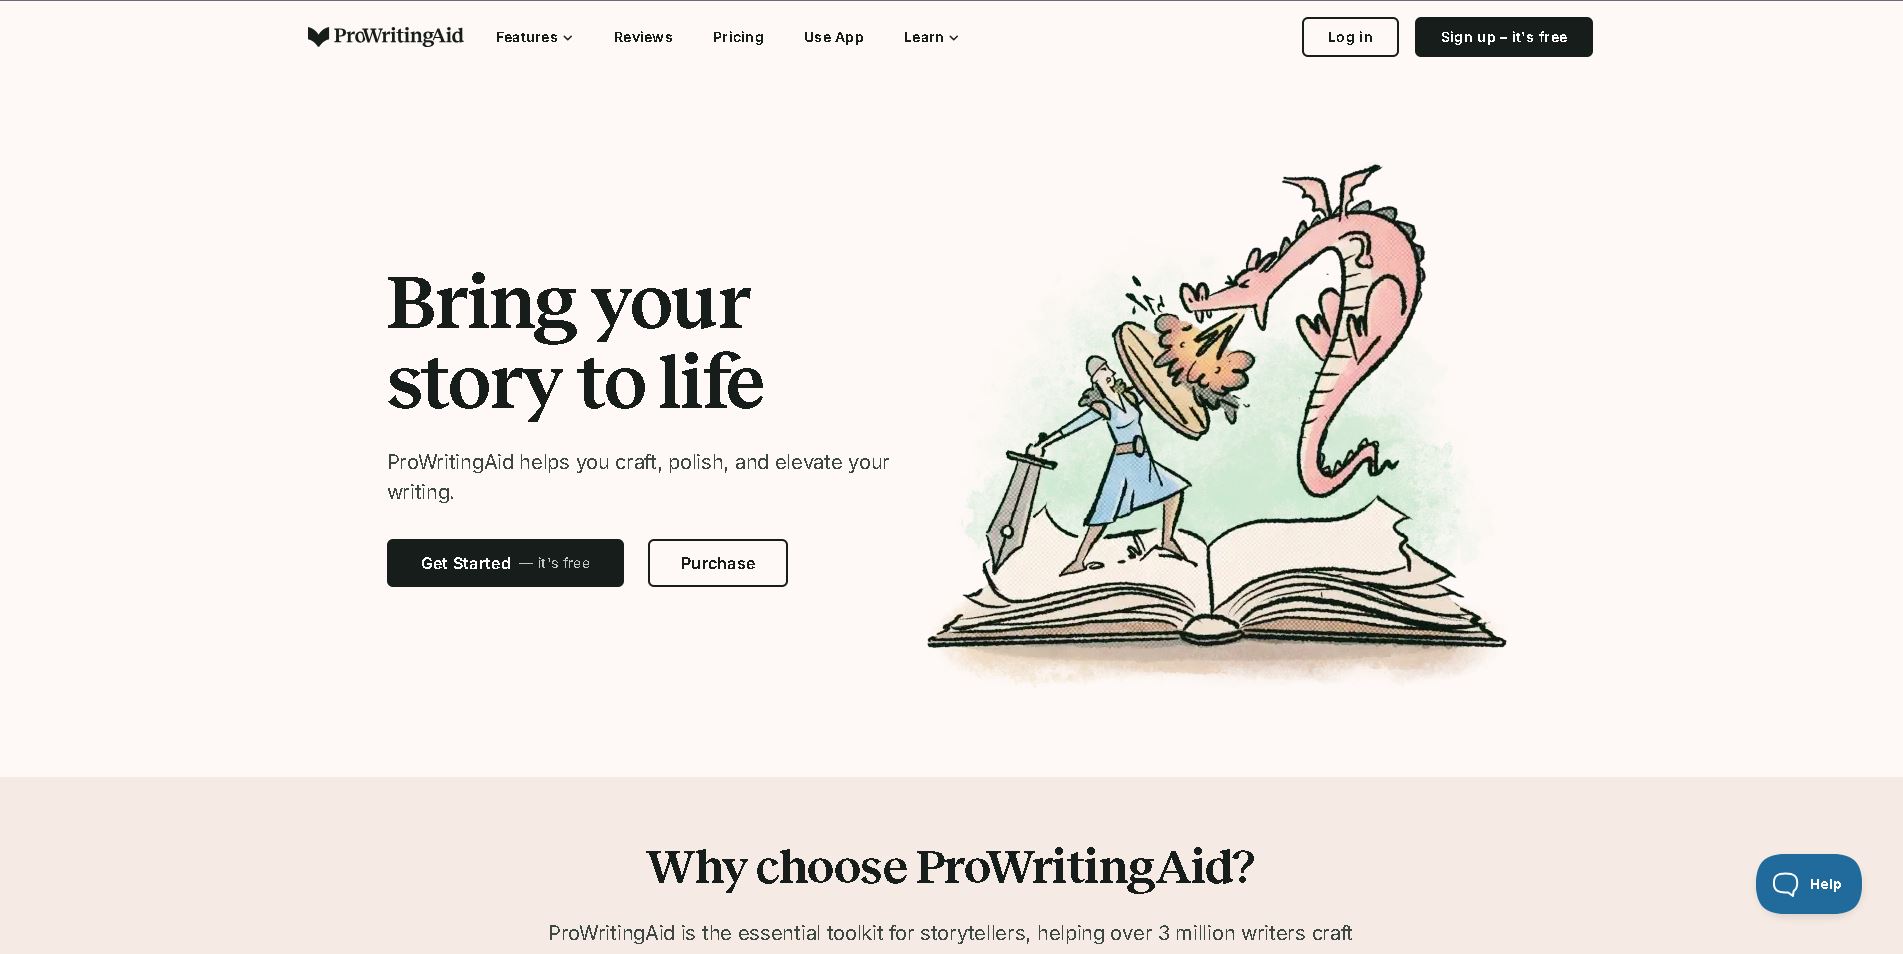 ProWritingAid
Features
Reviews
Pricing
Use App
Learn
Log in
Sign up – it's free
Bring your
story to life
ProWritingAid helps you craft, polish, and elevate your
writing.
Get Started — it's free
Purchase
Why choose ProWritingAid?
ProWritingAid is the essential toolkit for storytellers, helping over 3 million writers craft
Help